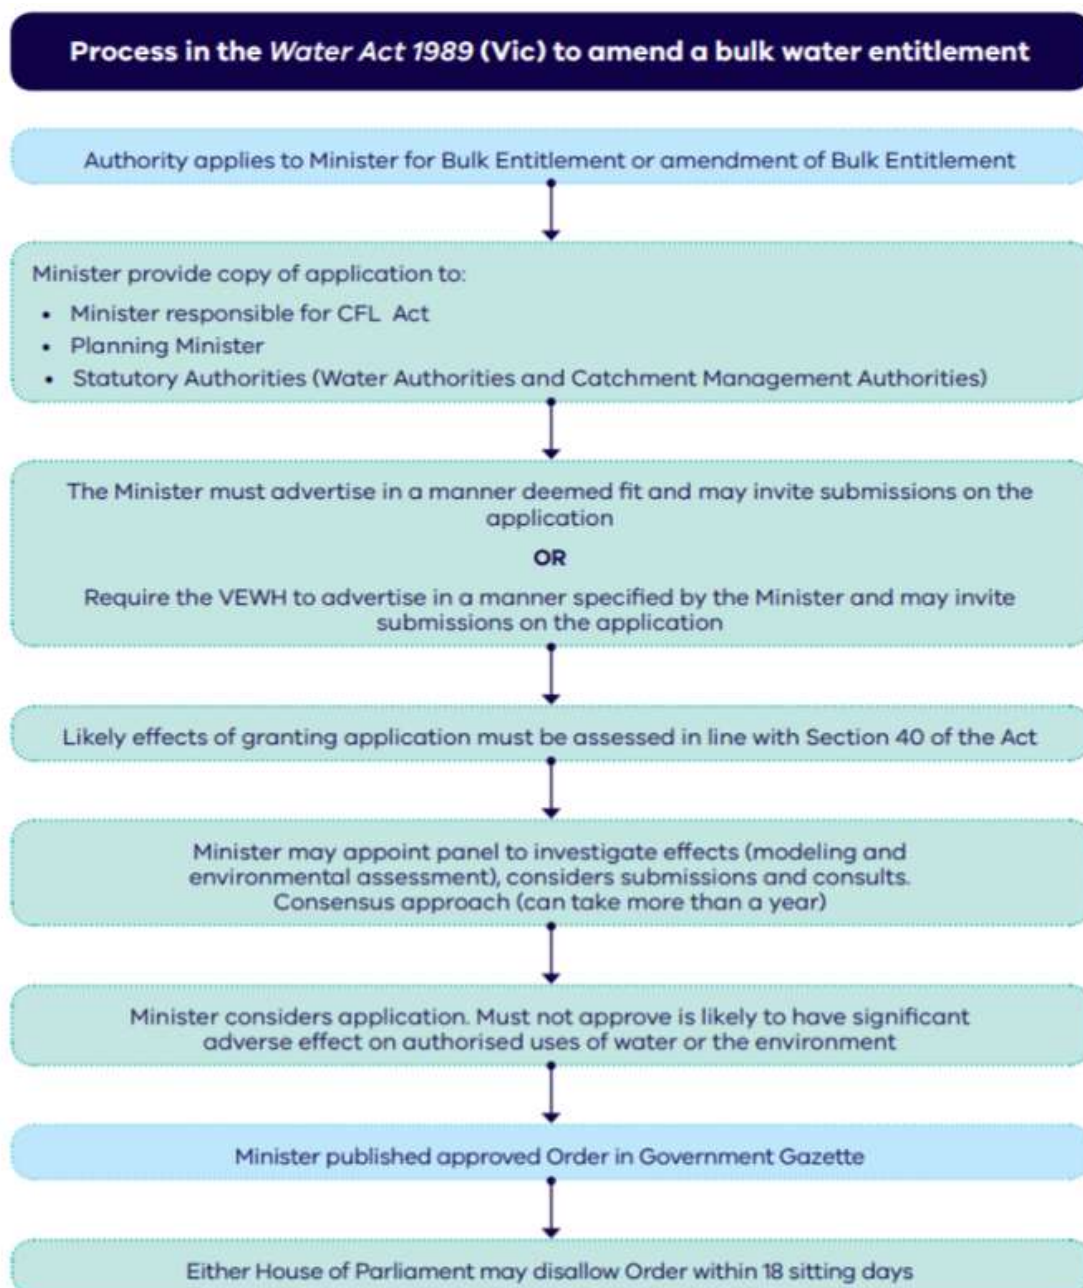 Process in the Water Act 1989 (Vic) to amend a bulk water entitlement
Authority applies to Minister for Bulk Entitlement or amendment of Bulk Entitlement
Minister provide copy of application to:
• Minister responsible for CFL Act
• Planning Minister
• Statutory Authorities (Water Authorities and Catchment Management Authorities)
The Minister must advertise in a manner deemed fit and may invite submissions on the
application
OR
Require the VEWH to advertise in a manner specified by the Minister and may invite
submissions on the application
Likely effects of granting application must be assessed in line with Section 40 of the Act
Minister may appoint panel to investigate effects (modeling and
environmental assessment), considers submissions and consults.
Consensus approach (can take more than a year)
Minister considers application. Must not approve is likely to have significant
adverse effect on authorised uses of water or the environment
Minister published approved Order in Government Gazette
Either House of Parliament may disallow Order within 18 sitting days